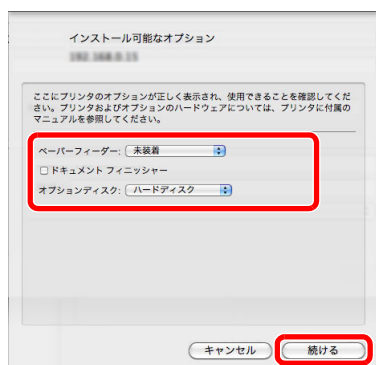 インストール可能なオプション
192.168.0.15
ここにプリンタのオプションが正しく表示され、使用できることを確認してくだ
さい。プリンタおよびオプションのハードウェアについては、プリンタに付属の
マニュアルを参照してください。
ペーパーフィーダー: 未装着
ドキュメント フィニッシャー
オプションディスク: ハードディスク
キャンセル 続ける